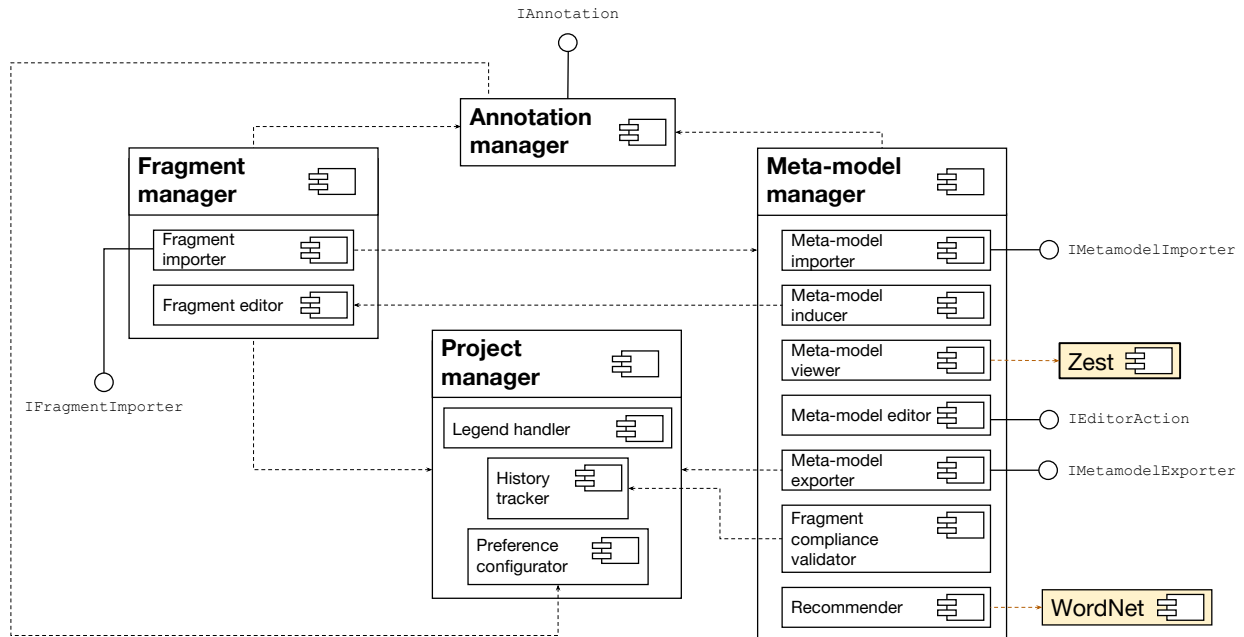 IAnnotation
Annotation
manager
Fragment
manager
Fragment
importer
Fragment editor
IFragmentImporter
Project
manager
Legend handler
History
tracker
Preference
configurator
Meta-model
manager
Meta-model
importer
IMetamodelImporter
Meta-model
inducer
Meta-model
viewer
Zest
Meta-model editor
IEditorAction
Meta-model
exporter
IMetamodelExporter
Fragment
compliance
validator
Recommender
WordNet